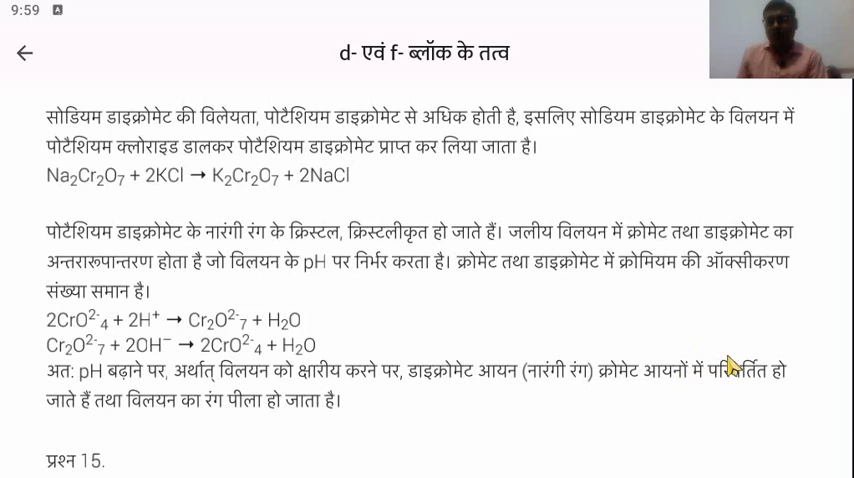 9:59
d- एवं f- ब्लॉक के तत्व
सोडियम डाइक्रोमेट की विलेयता, पोटैशियम डाइक्रोमेट से अधिक होती है, इसलिए सोडियम डाइक्रोमेट के विलयन में
पोटैशियम क्लोराइड डालकर पोटैशियम डाइक्रोमेट प्राप्त कर लिया जाता है।
Na₂Cr₂O₇ + 2KCl → K₂Cr₂O₇ + 2NaCl
पोटैशियम डाइक्रोमेट के नारंगी रंग के क्रिस्टल, क्रिस्टलीकृत हो जाते हैं। जलीय विलयन में क्रोमेट तथा डाइक्रोमेट का
अन्तरारूपान्तरण होता है जो विलयन के pH पर निर्भर करता है। क्रोमेट तथा डाइक्रोमेट में क्रोमियम की ऑक्सीकरण
संख्या समान है।
2CrO²⁻₄ + 2H⁺ → Cr₂O²⁻₇ + H₂O
Cr₂O²⁻₇ + 2OH⁻ → 2CrO²⁻₄ + H₂O
अत: pH बढ़ाने पर, अर्थात् विलयन को क्षारीय करने पर, डाइक्रोमेट आयन (नारंगी रंग) क्रोमेट आयनों में परिवर्तित हो
जाते हैं तथा विलयन का रंग पीला हो जाता है।
प्रश्न 15.